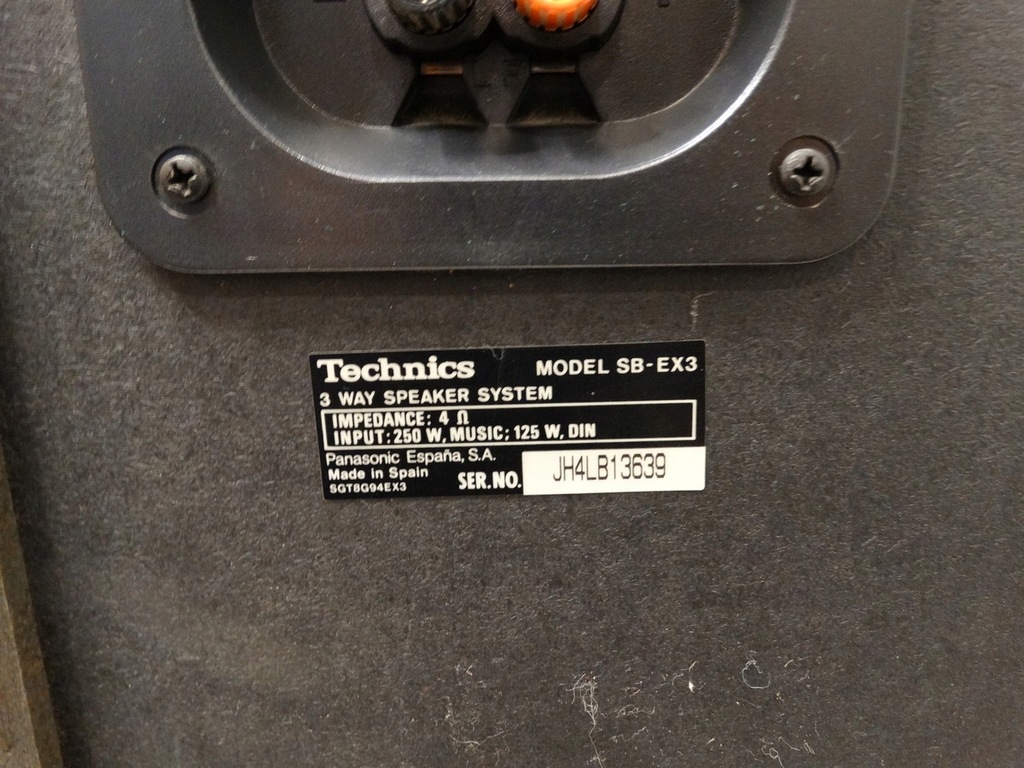 Technics MODEL SB-EX3
3 WAY SPEAKER SYSTEM
IMPEDANCE: 4 Ω
INPUT: 250 W, MUSIC; 125 W, DIN
Panasonic España, S.A.
Made in Spain
SGT8G94EX3
SER.NO. JH4LB13639